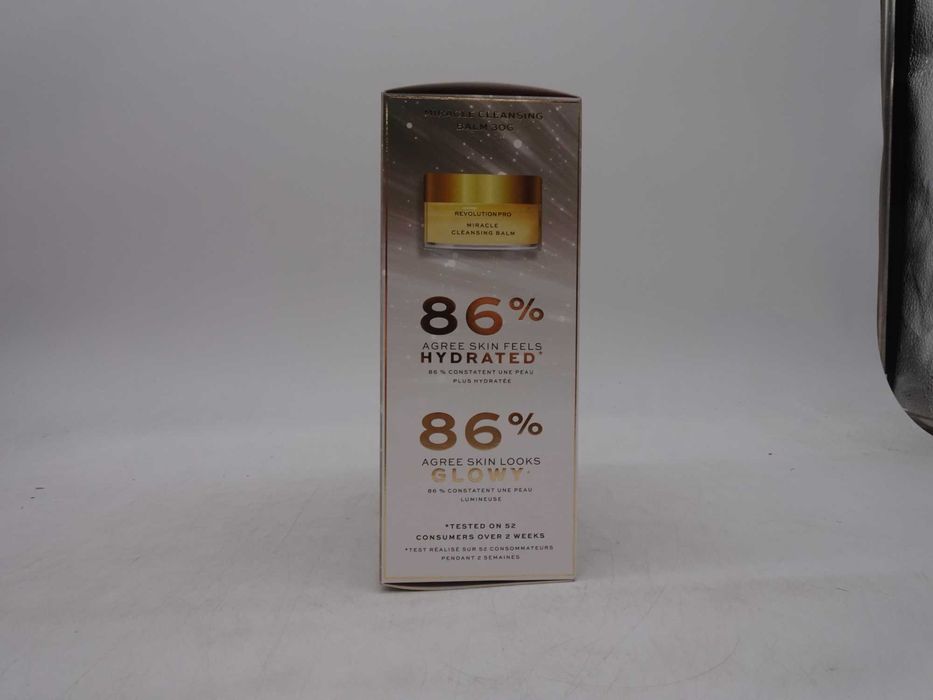 MIRACLE CLEANSING
BALM 30G
REVOLUTION PRO
MIRACLE
CLEANSING BALM
86%
AGREE SKIN FEELS
HYDRATED*
86 % CONSTATENT UNE PEAU
PLUS HYDRATÉE
86%
AGREE SKIN LOOKS
GLOWY*
86 % CONSTATENT UNE PEAU
LUMINEUSE
*TESTED ON 52
CONSUMERS OVER 2 WEEKS
*TEST RÉALISÉ SUR 52 CONSOMMATEURS
PENDANT 2 SEMAINES